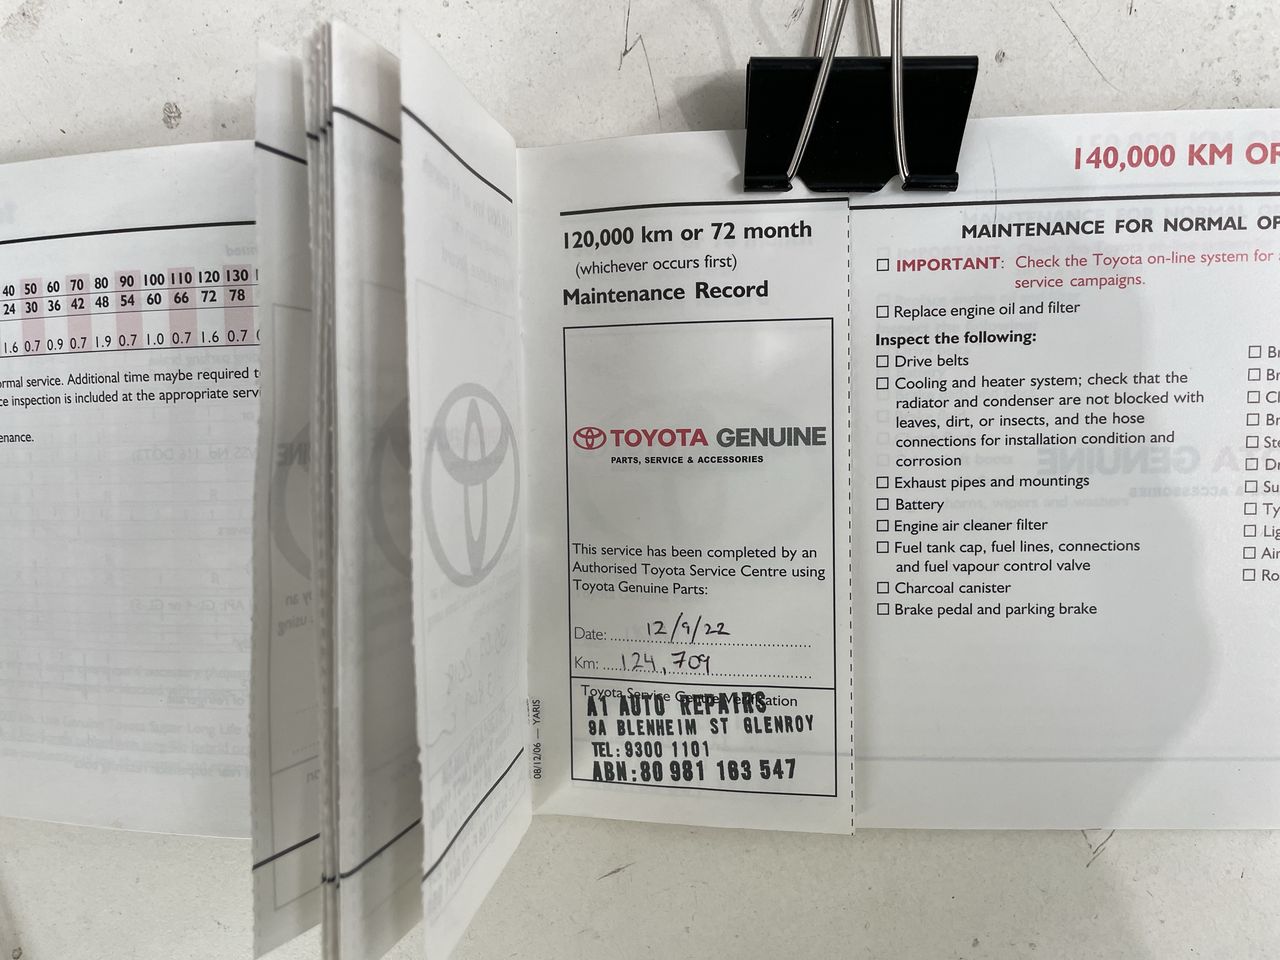 40 50 60 70 80 90 100 110 120 130
24 30 36 42 48 54 60 66 72 78
1.6 0.7 0.9 0.7 1.9 0.7 1.0 0.7 1.6 0.7
normal service. Additional time maybe required
inspection is included at the appropriate
120,000 km or 72 month
(whichever occurs first)
Maintenance Record
TOYOTA GENUINE
PARTS, SERVICE & ACCESSORIES
This service has been completed by an
Authorised Toyota Service Centre using
Toyota Genuine Parts:
Date: 12/9/22
Km: 124,709
Toyota Service Centre Verification
A1 AUTO REPAIRS
9A BLENHEIM ST GLENROY
TEL: 9300 1101
ABN: 80 981 163 547
08/12/06 — YARIS
140,000 KM OR
MAINTENANCE FOR NORMAL
IMPORTANT: Check the Toyota on-line system for
service campaigns.
Replace engine oil and filter
Inspect the following:
Drive belts
Cooling and heater system; check that the
radiator and condenser are not blocked with
leaves, dirt, or insects, and the hose
connections for installation condition and
corrosion
Exhaust pipes and mountings
Battery
Engine air cleaner filter
Fuel tank cap, fuel lines, connections
and fuel vapour control valve
Charcoal canister
Brake pedal and parking brake